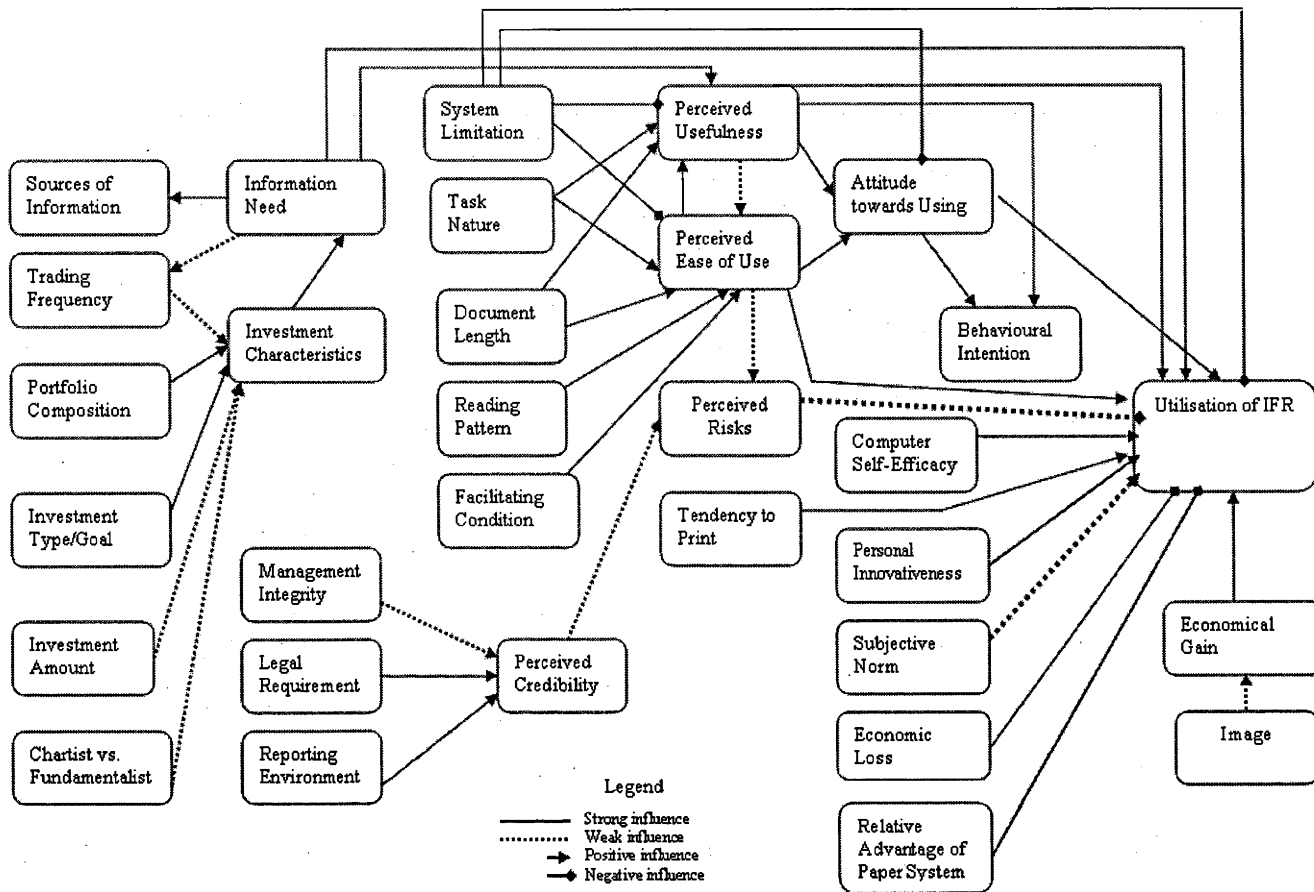 System
Limitation
Perceived
Usefulness
Sources of
Information
Information
Need
Task
Nature
Attitude
towards Using
Perceived
Ease of Use
Trading
Frequency
Investment
Characteristics
Document
Length
Behavioural
Intention
Portfolio
Composition
Reading
Pattern
Perceived
Risks
Utilisation of IFR
Computer
Self-Efficacy
Investment
Type/Goal
Facilitating
Condition
Tendency to
Print
Personal
Innovativeness
Management
Integrity
Investment
Amount
Legal
Requirement
Perceived
Credibility
Subjective
Norm
Economical
Gain
Chartist vs.
Fundamentalist
Reporting
Environment
Economic
Loss
Image
Relative
Advantage of
Paper System
Legend
Strong influence
Weak influence
Positive influence
Negative influence